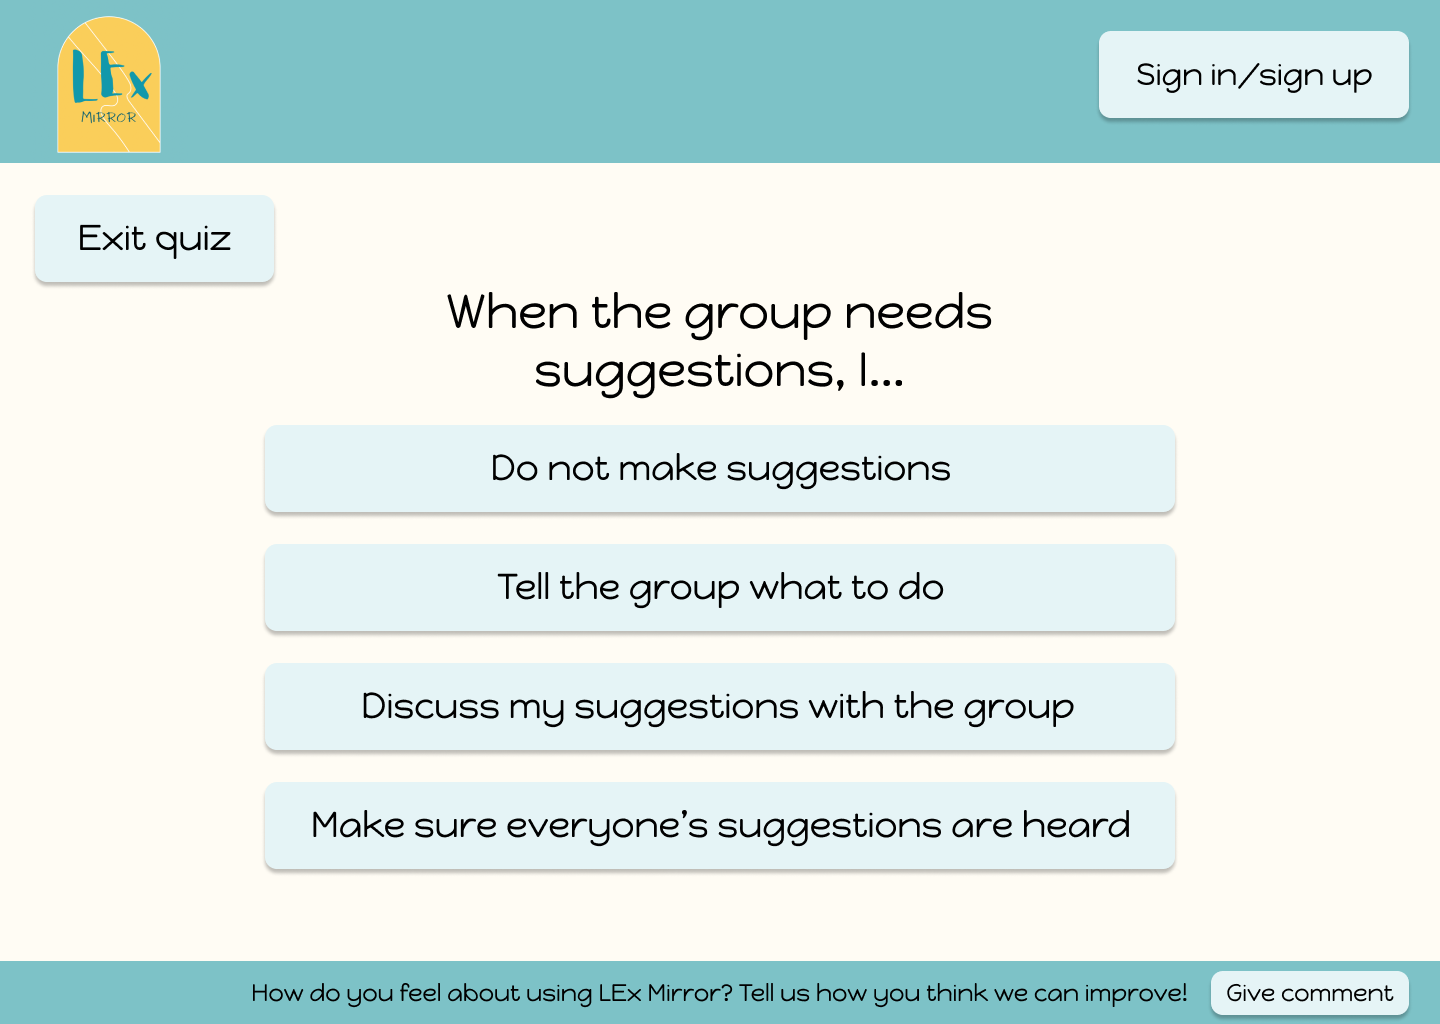 LEx
MIRROR
Sign in/sign up
Exit quiz
When the group needs
suggestions, I...
Do not make suggestions
Tell the group what to do
Discuss my suggestions with the group
Make sure everyone's suggestions are heard
How do you feel about using LEx Mirror? Tell us how you think we can improve!
Give comment